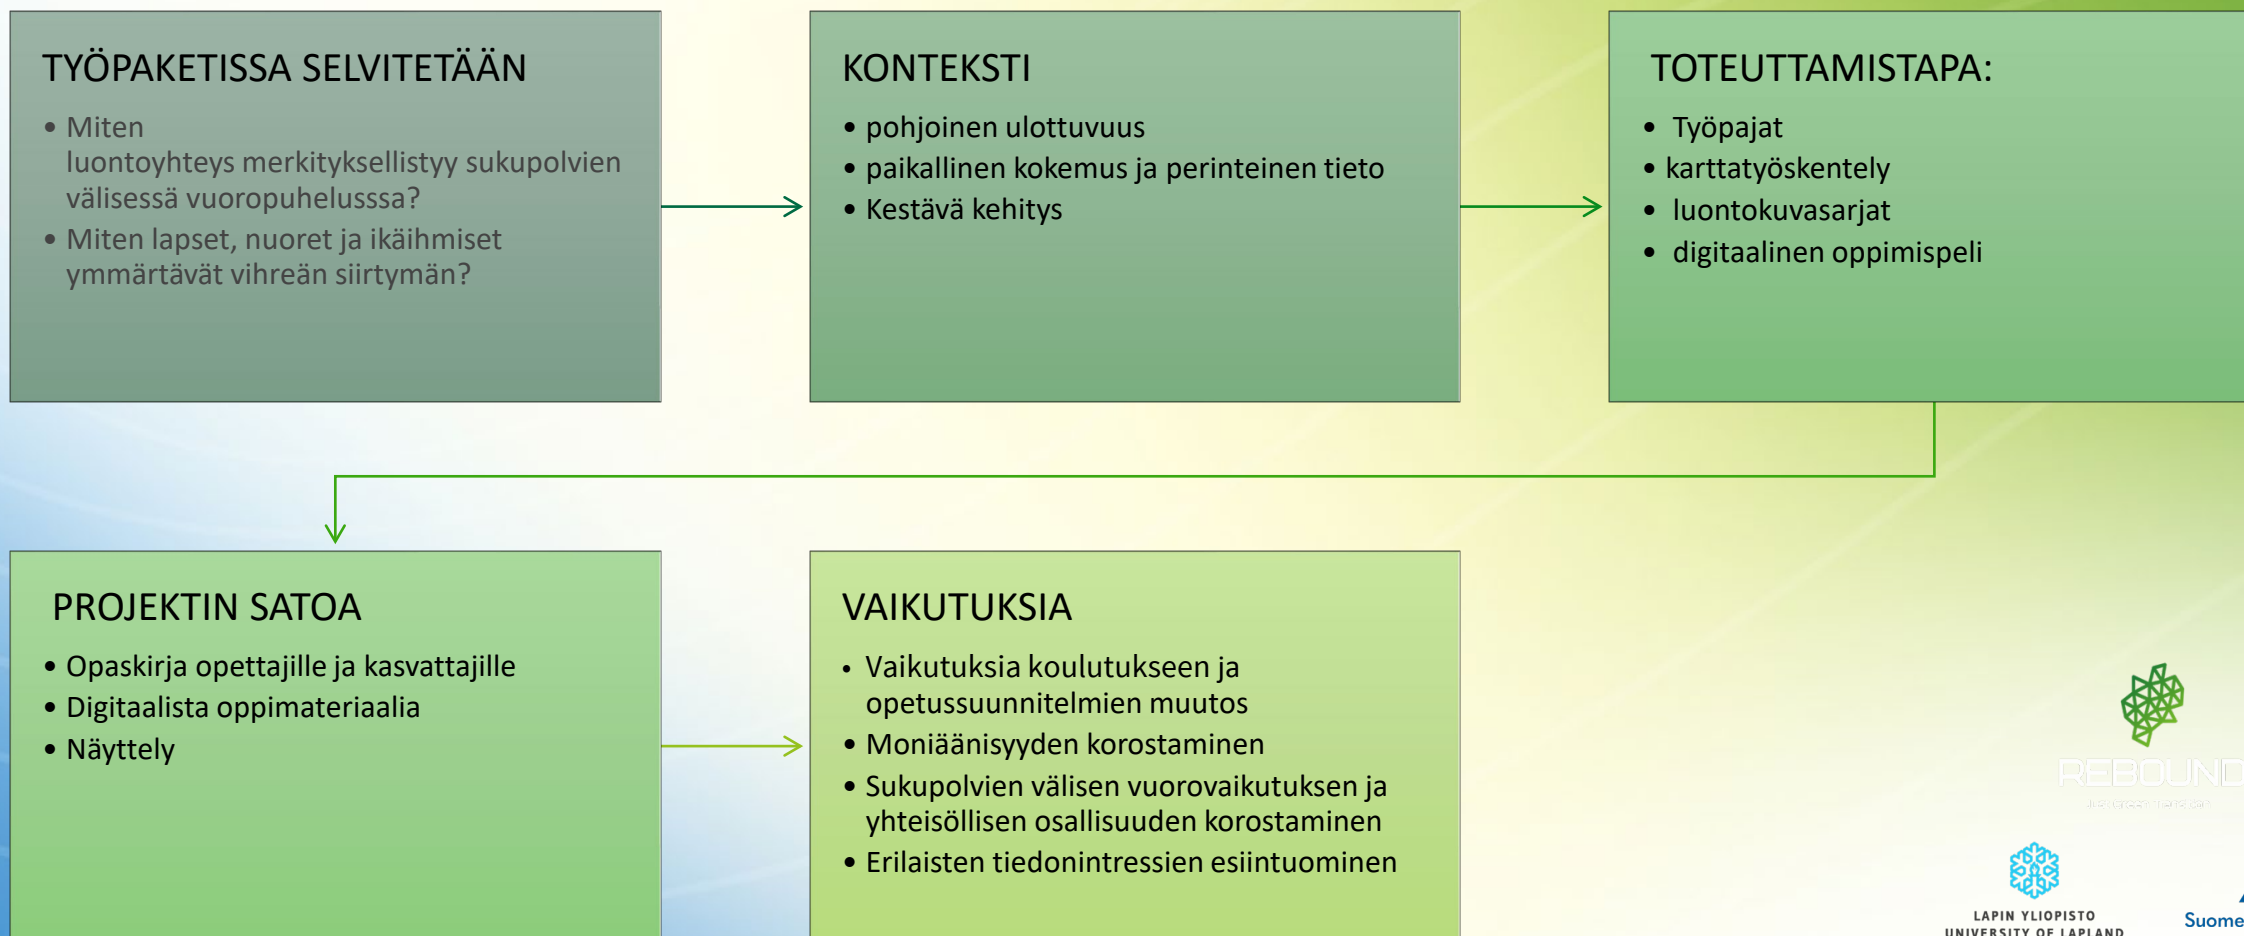 TYÖPAKETISSA SELVITETÄÄN
• Miten
luontoyhteys merkityksellistyy sukupolvien
välisessä vuoropuhelusssa?
• Miten lapset, nuoret ja ikäihmiset
ymmärtävät vihreän siirtymän?
KONTEKSTI
• pohjoinen ulottuvuus
• paikallinen kokemus ja perinteinen tieto
• Kestävä kehitys
TOTEUTTAMISTAPA:
• Työpajat
• karttatyöskentely
• luontokuvasarjat
• digitaalinen oppimispeli
PROJEKTIN SATOA
• Opaskirja opettajille ja kasvattajille
• Digitaalista oppimateriaalia
• Näyttely
VAIKUTUKSIA
• Vaikutuksia koulutukseen ja
opetussuunnitelmien muutos
• Moniäänisyyden korostaminen
• Sukupolvien välisen vuorovaikutuksen ja
yhteisöllisen osallisuuden korostaminen
• Erilaisten tiedonintressien esiintuominen
REBOUND
LAPIN YLIOPISTO
UNIVERSITY OF LAPLAND
Suome